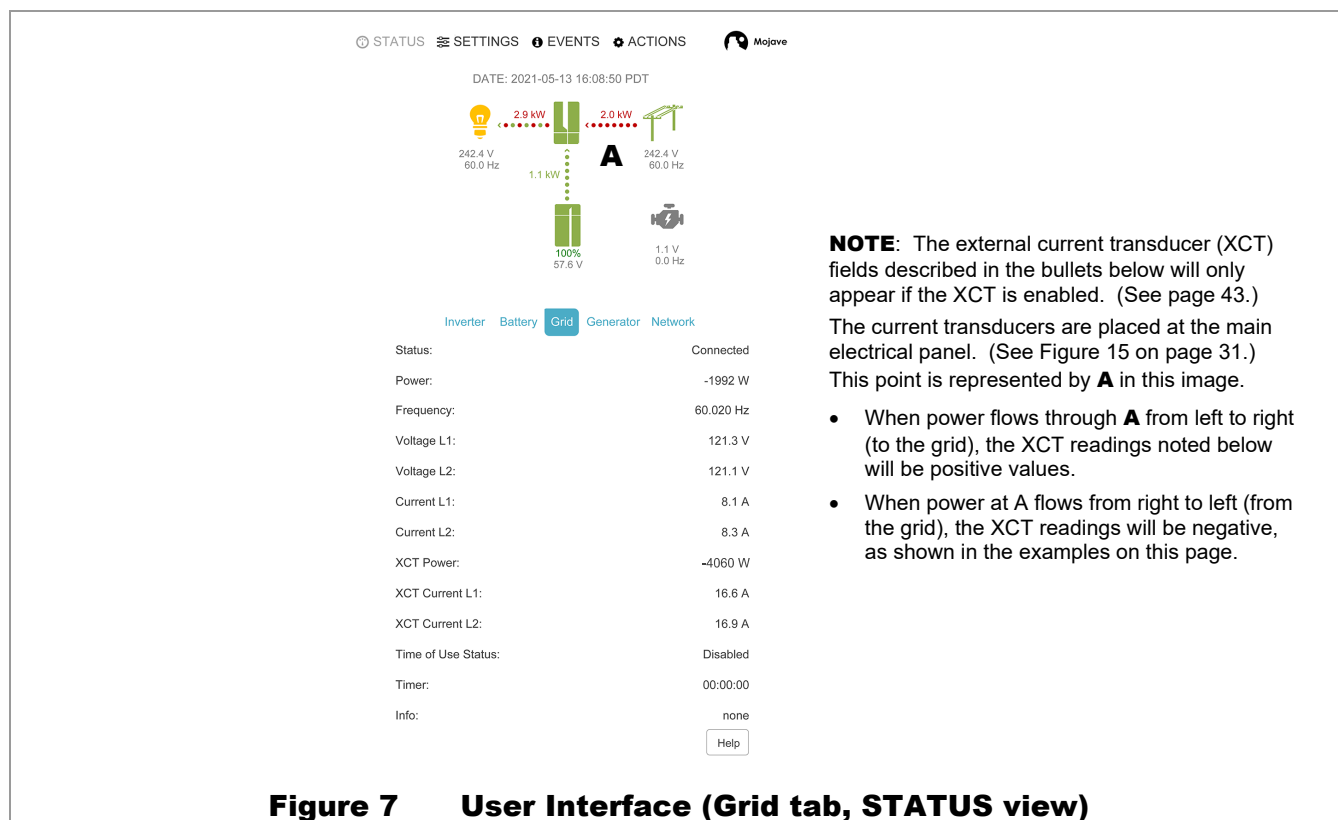 STATUS SETTINGS EVENTS ACTIONS Mojave
DATE: 2021-05-13 16:08:50 PDT
2.9 kW 2.0 kW
242.4 V 242.4 V
60.0 Hz 60.0 Hz
A
1.1 kW
100%
57.6 V
1.1 V
0.0 Hz
Inverter Battery Grid Generator Network
Status: Connected
Power: -1992 W
Frequency: 60.020 Hz
Voltage L1: 121.3 V
Voltage L2: 121.1 V
Current L1: 8.1 A
Current L2: 8.3 A
XCT Power: -4060 W
XCT Current L1: 16.6 A
XCT Current L2: 16.9 A
Time of Use Status: Disabled
Timer: 00:00:00
Info: none
Help
NOTE: The external current transducer (XCT)
fields described in the bullets below will only
appear if the XCT is enabled. (See page 43.)
The current transducers are placed at the main
electrical panel. (See Figure 15 on page 31.)
This point is represented by A in this image.
• When power flows through A from left to right
(to the grid), the XCT readings noted below
will be positive values.
• When power at A flows from right to left (from
the grid), the XCT readings will be negative,
as shown in the examples on this page.
Figure 7 User Interface (Grid tab, STATUS view)